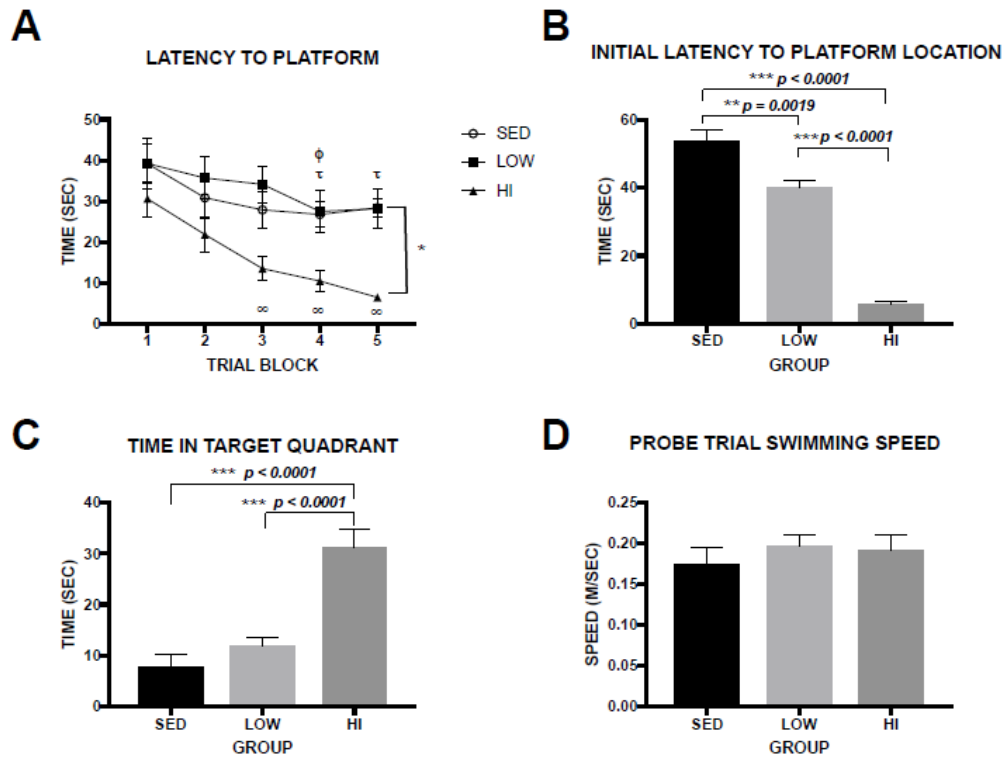 A
LATENCY TO PLATFORM
50
40
30
20
10
0
TIME (SEC)
ϕ
τ
τ
*
∞
∞
∞
1
2
3
4
5
TRIAL BLOCK
SED
LOW
HI
B
INITIAL LATENCY TO PLATFORM LOCATION
*** p < 0.0001
** p = 0.0019
*** p < 0.0001
60
40
20
0
TIME (SEC)
SED
LOW
HI
GROUP
C
TIME IN TARGET QUADRANT
*** p < 0.0001
*** p < 0.0001
40
30
20
10
0
TIME (SEC)
SED
LOW
HI
GROUP
D
PROBE TRIAL SWIMMING SPEED
0.25
0.20
0.15
0.10
0.05
0.00
SPEED (M/SEC)
SED
LOW
HI
GROUP